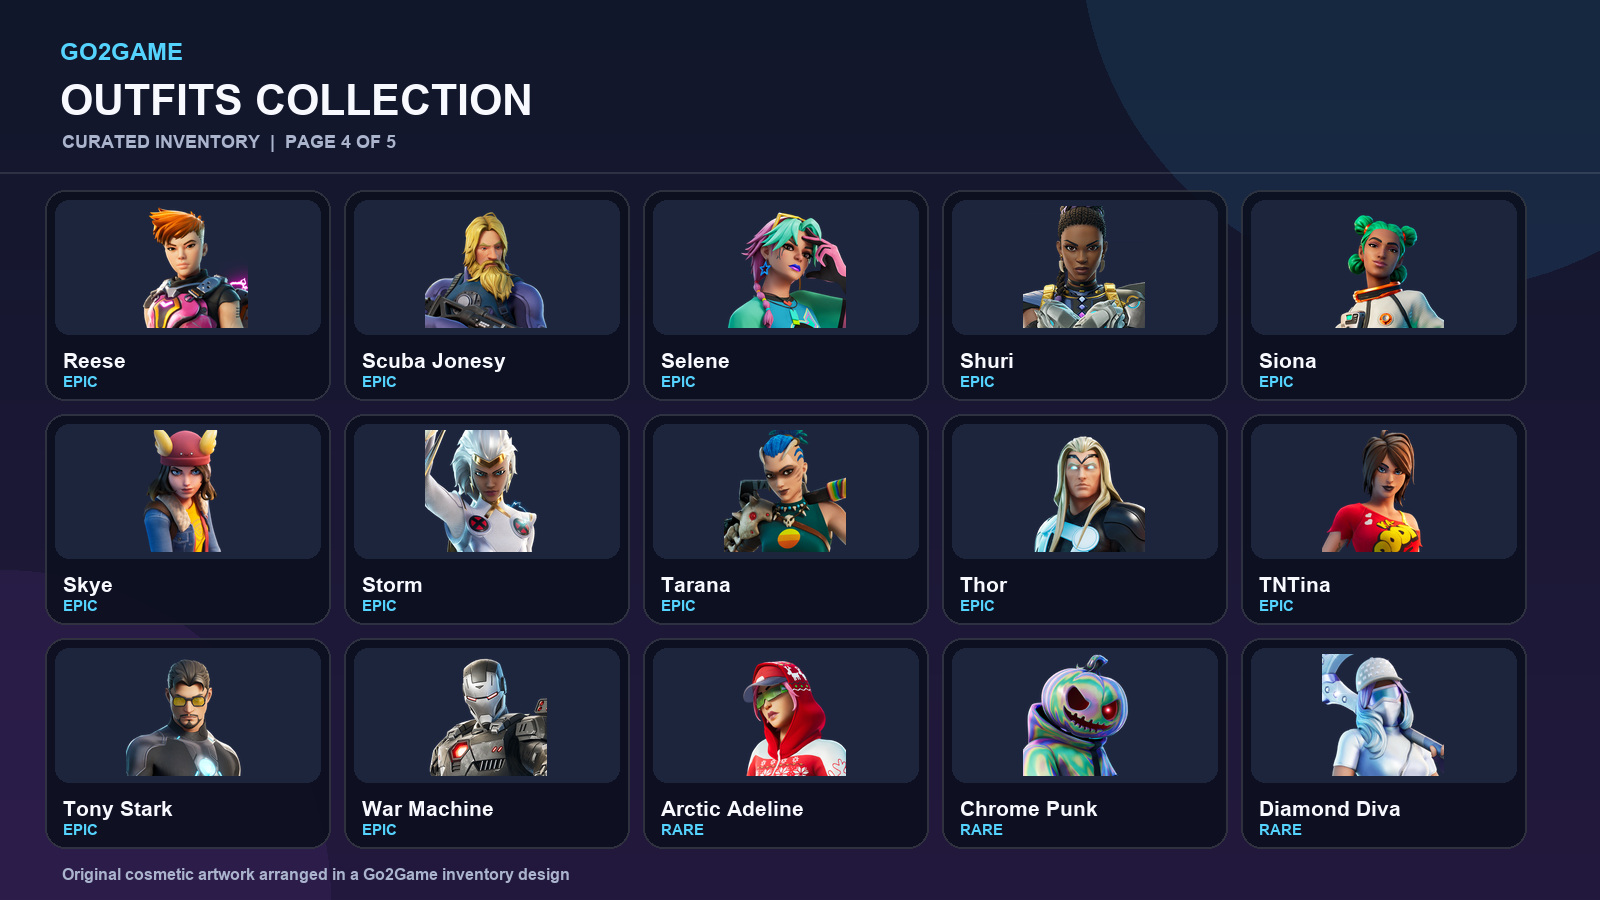 GO2GAME
OUTFITS COLLECTION
CURATED INVENTORY | PAGE 4 OF 5
Reese
EPIC
Scuba Jonesy
EPIC
Selene
EPIC
Shuri
EPIC
Siona
EPIC
Skye
EPIC
Storm
EPIC
Tarana
EPIC
Thor
EPIC
TNTina
EPIC
Tony Stark
EPIC
War Machine
EPIC
Arctic Adeline
RARE
Chrome Punk
RARE
Diamond Diva
RARE
Original cosmetic artwork arranged in a Go2Game inventory design